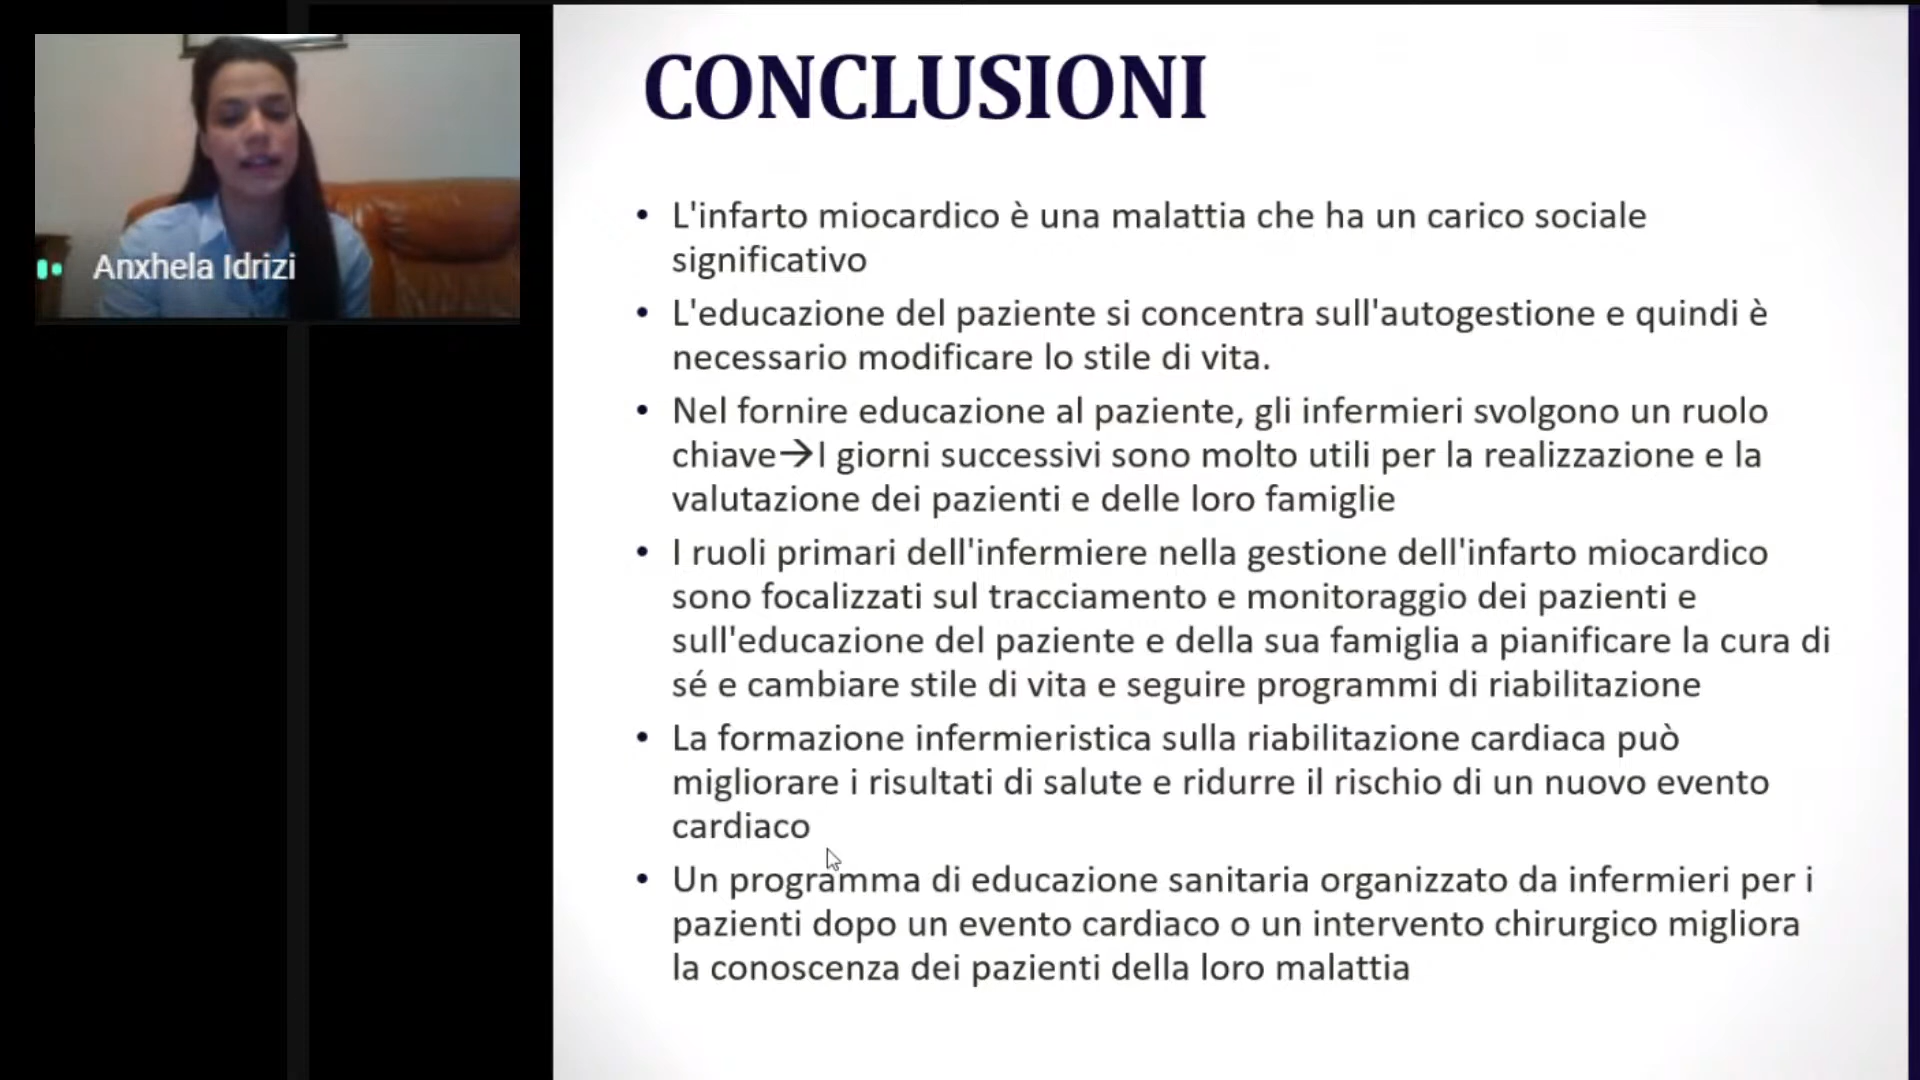 CONCLUSIONI
Anxhela Idrizi
• L'infarto miocardico è una malattia che ha un carico sociale
significativo
• L'educazione del paziente si concentra sull'autogestione e quindi è
necessario modificare lo stile di vita.
• Nel fornire educazione al paziente, gli infermieri svolgono un ruolo
chiave→I giorni successivi sono molto utili per la realizzazione e la
valutazione dei pazienti e delle loro famiglie
• I ruoli primari dell'infermiere nella gestione dell'infarto miocardico
sono focalizzati sul tracciamento e monitoraggio dei pazienti e
sull'educazione del paziente e della sua famiglia a pianificare la cura di
sé e cambiare stile di vita e seguire programmi di riabilitazione
• La formazione infermieristica sulla riabilitazione cardiaca può
migliorare i risultati di salute e ridurre il rischio di un nuovo evento
cardiaco
• Un programma di educazione sanitaria organizzato da infermieri per i
pazienti dopo un evento cardiaco o un intervento chirurgico migliora
la conoscenza dei pazienti della loro malattia